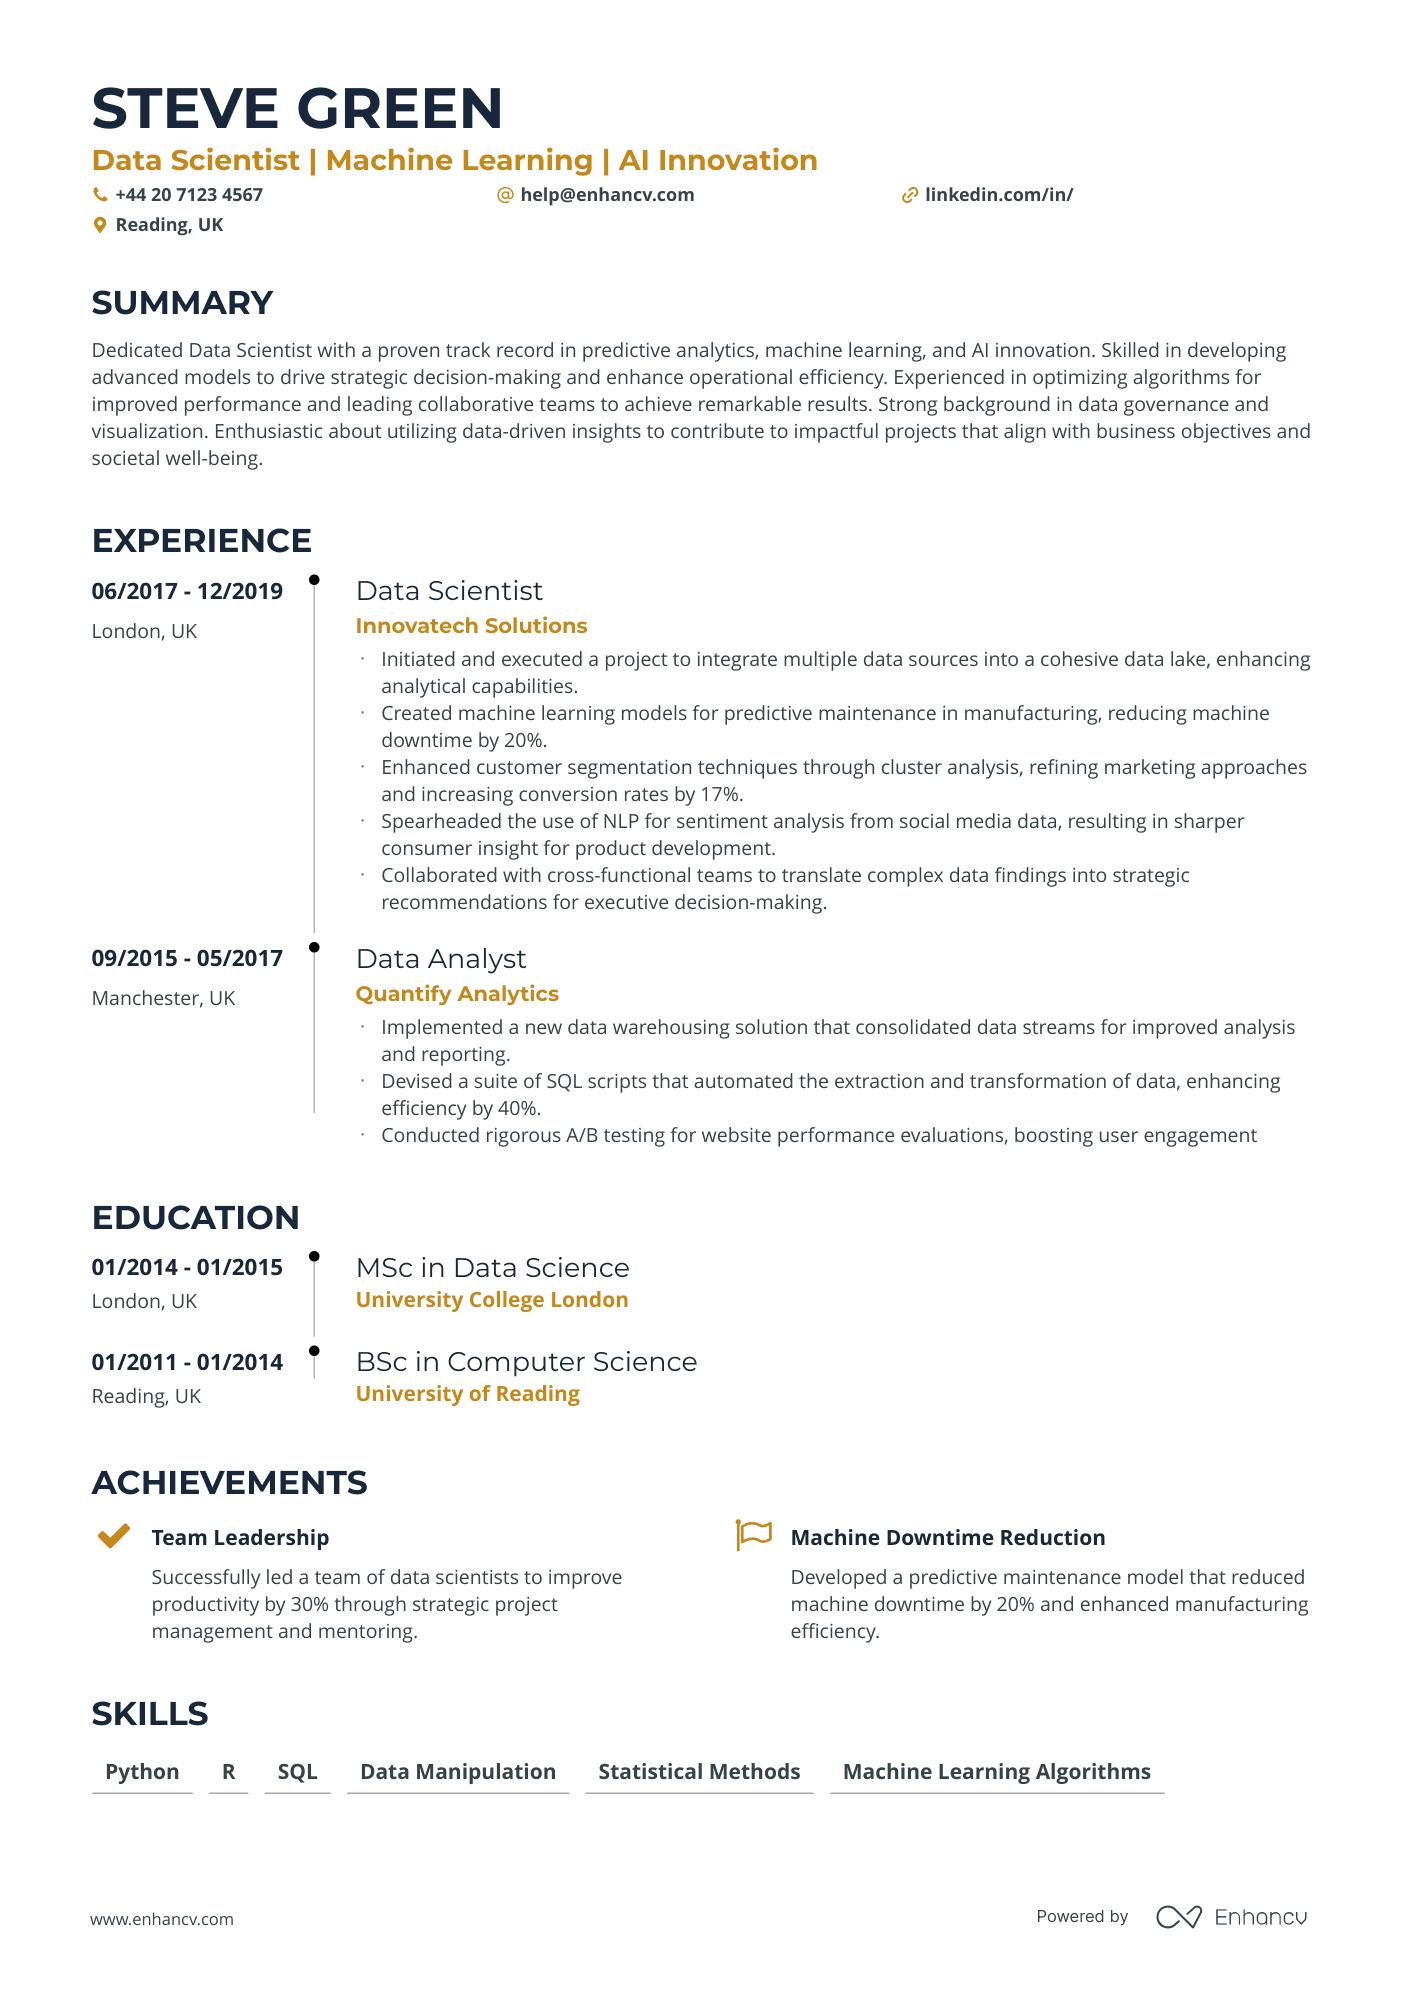 STEVE GREEN
Data Scientist | Machine Learning | AI Innovation
+44 20 7123 4567
help@enhancv.com
linkedin.com/in/
Reading, UK
SUMMARY
Dedicated Data Scientist with a proven track record in predictive analytics, machine learning, and AI innovation. Skilled in developing
advanced models to drive strategic decision-making and enhance operational efficiency. Experienced in optimizing algorithms for
improved performance and leading collaborative teams to achieve remarkable results. Strong background in data governance and
visualization. Enthusiastic about utilizing data-driven insights to contribute to impactful projects that align with business objectives and
societal well-being.
EXPERIENCE
06/2017 - 12/2019
London, UK
Data Scientist
Innovatech Solutions
· Initiated and executed a project to integrate multiple data sources into a cohesive data lake, enhancing
analytical capabilities.
· Created machine learning models for predictive maintenance in manufacturing, reducing machine
downtime by 20%.
· Enhanced customer segmentation techniques through cluster analysis, refining marketing approaches
and increasing conversion rates by 17%.
· Spearheaded the use of NLP for sentiment analysis from social media data, resulting in sharper
consumer insight for product development.
· Collaborated with cross-functional teams to translate complex data findings into strategic
recommendations for executive decision-making.
09/2015 - 05/2017
Manchester, UK
Data Analyst
Quantify Analytics
· Implemented a new data warehousing solution that consolidated data streams for improved analysis
and reporting.
· Devised a suite of SQL scripts that automated the extraction and transformation of data, enhancing
efficiency by 40%.
· Conducted rigorous A/B testing for website performance evaluations, boosting user engagement
EDUCATION
01/2014 - 01/2015
London, UK
MSc in Data Science
University College London
01/2011 - 01/2014
Reading, UK
BSc in Computer Science
University of Reading
ACHIEVEMENTS
Team Leadership
Successfully led a team of data scientists to improve
productivity by 30% through strategic project
management and mentoring.
Machine Downtime Reduction
Developed a predictive maintenance model that reduced
machine downtime by 20% and enhanced manufacturing
efficiency.
SKILLS
Python R SQL Data Manipulation Statistical Methods Machine Learning Algorithms
www.enhancv.com
Powered by Enhancv